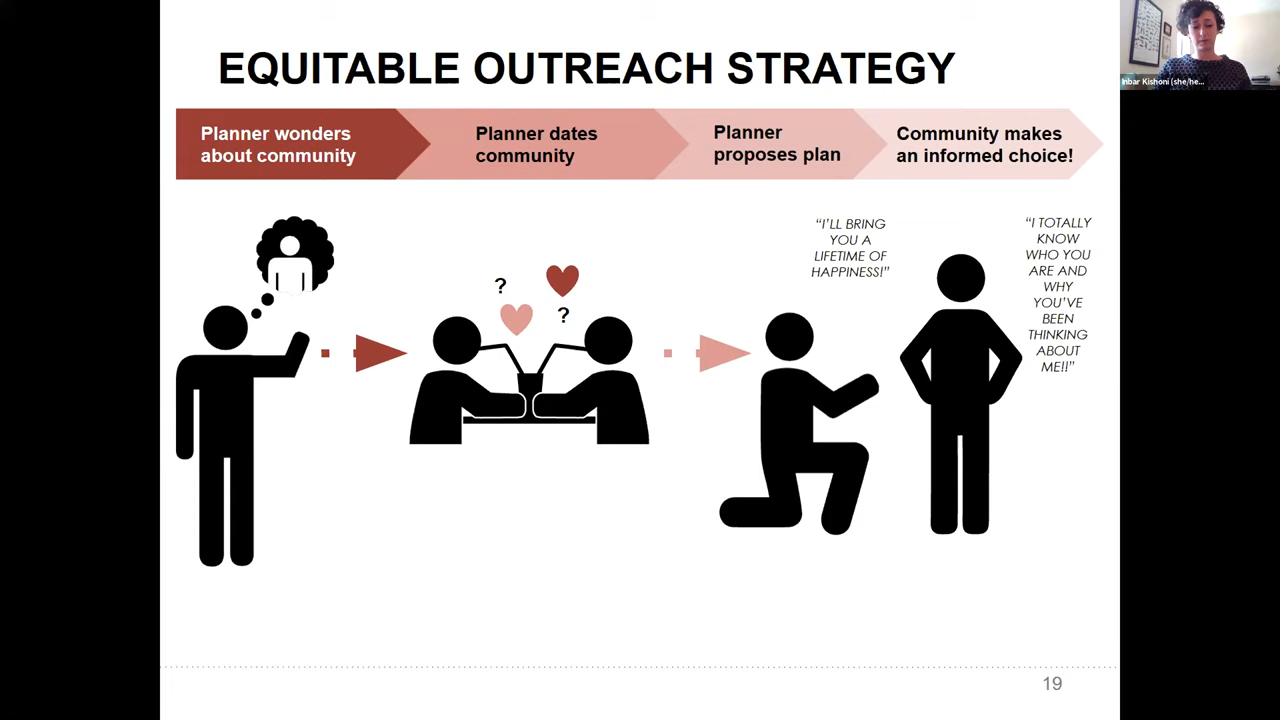 EQUITABLE OUTREACH STRATEGY
Planner wonders
about community
Planner dates
community
Planner
proposes plan
Community makes
an informed choice!
“I’LL BRING
YOU A
LIFETIME OF
HAPPINESS!”
“I TOTALLY
KNOW
WHO YOU
ARE AND
WHY
YOU’VE
BEEN
THINKING
ABOUT
ME!!”
?
?
19
Inbar Kishoni (she/he...